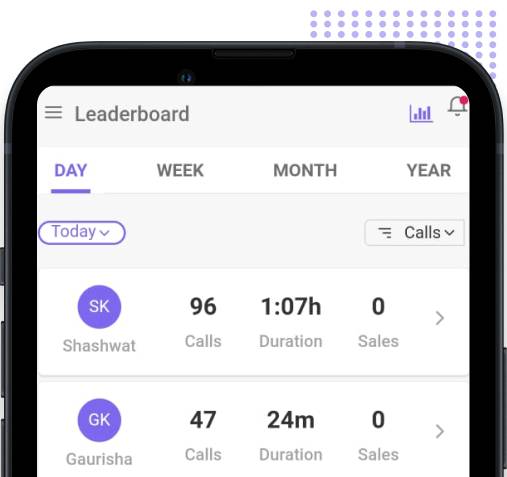 Leaderboard
DAY WEEK MONTH YEAR
Today Calls
SK 96 1:07h 0
Shashwat Calls Duration Sales
GK 47 24m 0
Gaurisha Calls Duration Sales